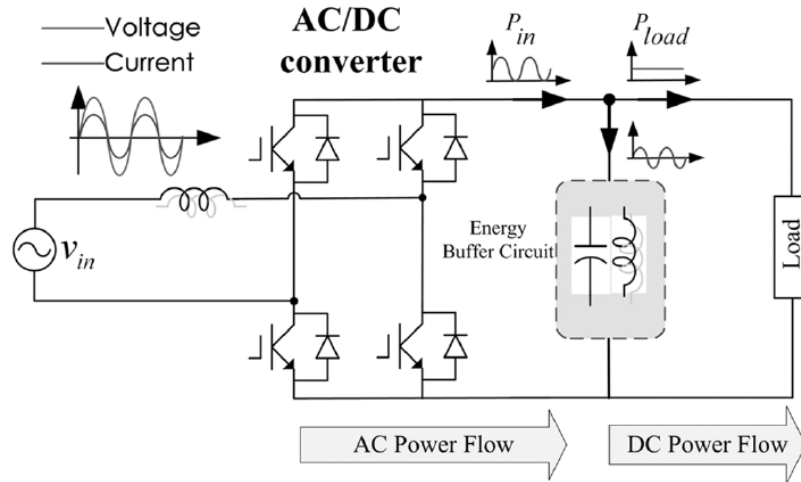 Voltage
Current
AC/DC
converter
P_in
P_load
v_in
Energy
Buffer Circuit
Load
AC Power Flow
DC Power Flow